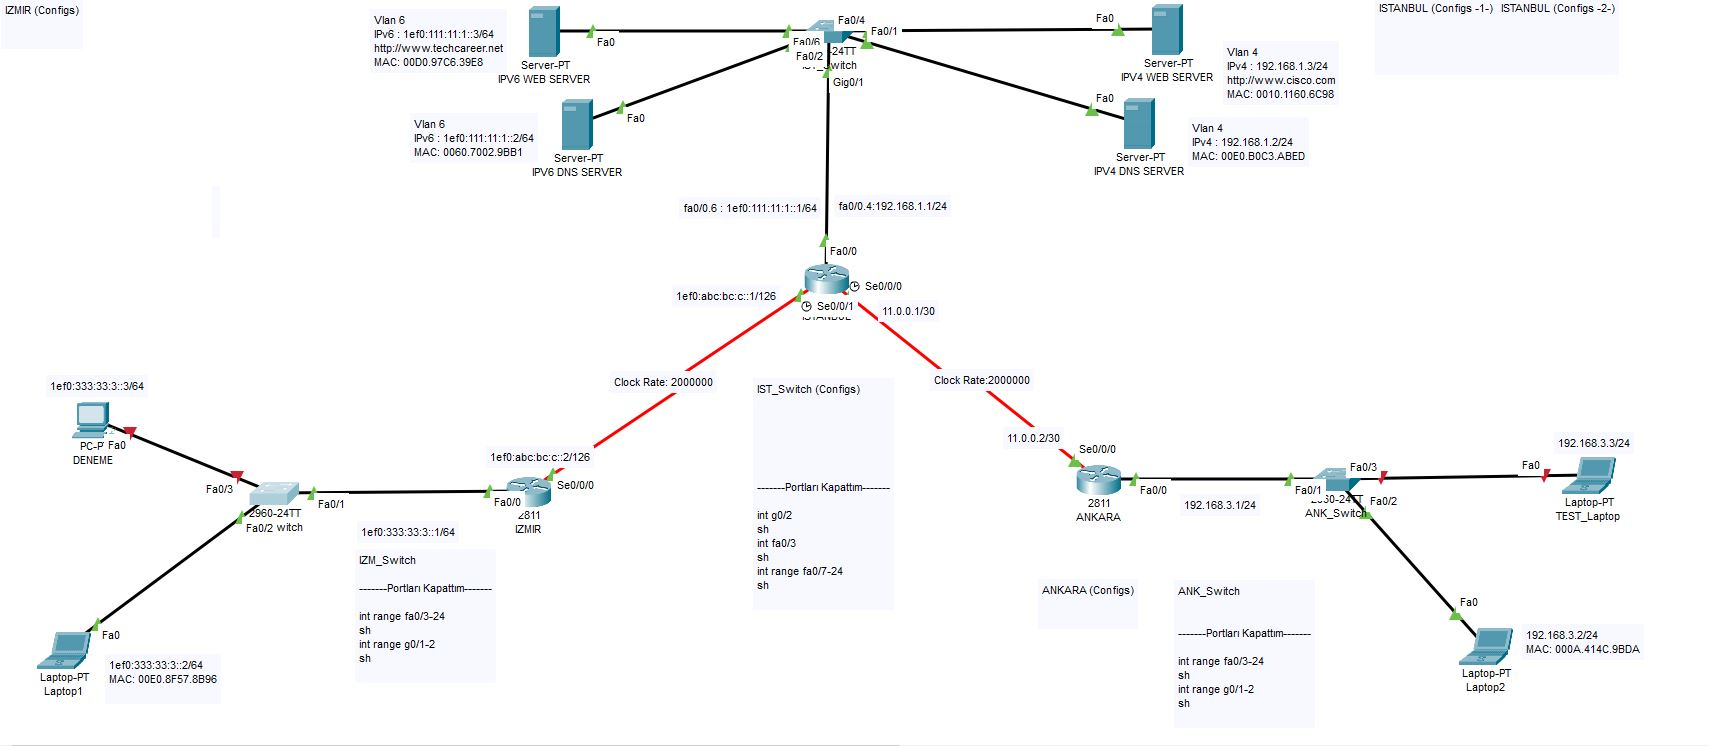 IZMIR (Configs)
Vlan 6
IPv6 : 1ef0:111:11:1::3/64
http://www.techcareer.net
MAC: 00D0.97C6.39E8
Fa0
Server-PT
IPV6 WEB SERVER
Fa0/4
Fa0/1
Fa0/6
Fa0/2
-24TT
Gig0/1
Fa0
Server-PT
IPV4 WEB SERVER
Vlan 4
IPv4 : 192.168.1.3/24
http://www.cisco.com
MAC: 0010.1160.6C98
ISTANBUL (Configs -1-)
ISTANBUL (Configs -2-)
Vlan 6
IPv6 : 1ef0:111:11:1::2/64
MAC: 0060.7002.9BB1
Fa0
Server-PT
IPV6 DNS SERVER
Fa0
Server-PT
IPV4 DNS SERVER
Vlan 4
IPv4 : 192.168.1.2/24
MAC: 00E0.B0C3.ABED
fa0/0.6 : 1ef0:111:11:1::1/64
fa0/0.4:192.168.1.1/24
Fa0/0
Se0/0/0
Se0/0/1
ISTANBUL
1ef0:abc:bc:c::1/126
11.0.0.1/30
Clock Rate: 2000000
Clock Rate:2000000
IST_Switch (Configs)
-------Portları Kapattım-------
int g0/2
sh
int fa0/3
sh
int range fa0/7-24
sh
1ef0:333:33:3::3/64
Fa0
DENEME
Fa0/3
2960-24TT
Fa0/2
witch
Fa0/1
1ef0:abc:bc:c::2/126
Se0/0/0
Fa0/0
2811
IZMIR
1ef0:333:33:3::1/64
IZM_Switch
-------Portları Kapattım-------
int range fa0/3-24
sh
int range g0/1-2
sh
Fa0
Laptop-PT
Laptop1
1ef0:333:33:3::2/64
MAC: 00E0.8F57.8B96
11.0.0.2/30
Se0/0/0
Fa0/0
2811
ANKARA
192.168.3.1/24
Fa0/1
Fa0/3
Fa0/2
ANK_Switch
192.168.3.3/24
Fa0
Laptop-PT
TEST_Laptop
ANKARA (Configs)
ANK_Switch
-------Portları Kapattım-------
int range fa0/3-24
sh
int range g0/1-2
sh
Fa0
Laptop-PT
Laptop2
192.168.3.2/24
MAC: 000A.414C.9BDA